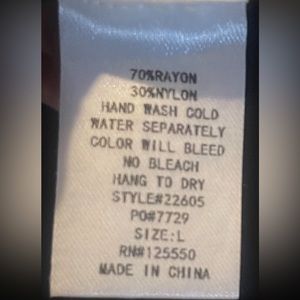 70%RAYON
30%NYLON
HAND WASH COLD
WATER SEPARATELY
COLOR WILL BLEED
NO BLEACH
HANG TO DRY
STYLE#22605
PO#7729
SIZE:L
RN#125550
MADE IN CHINA